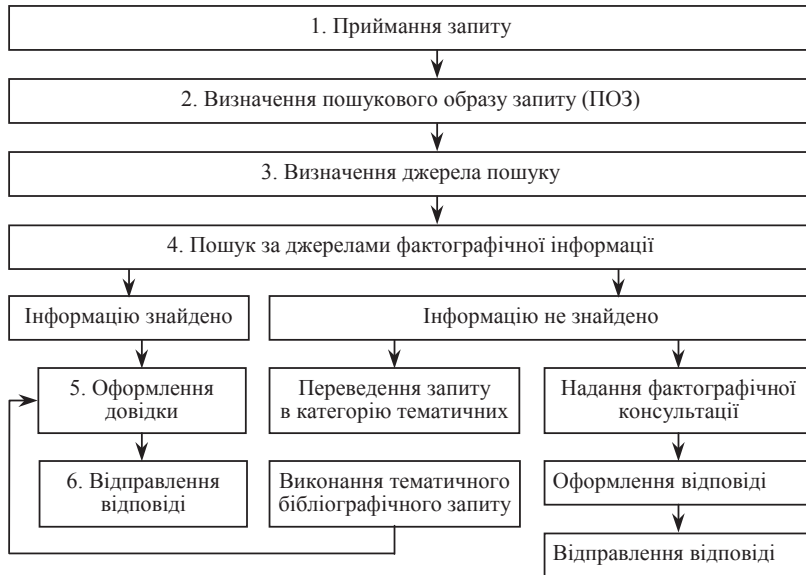 1. Приймання запиту
2. Визначення пошукового образу запиту (ПОЗ)
3. Визначення джерела пошуку
4. Пошук за джерелами фактографічної інформації
Інформацію знайдено
Інформацію не знайдено
5. Оформлення
довідки
Переведення запиту
в категорію тематичних
Надання фактографічної
консультації
6. Відправлення
відповіді
Виконання тематичного
бібліографічного запиту
Оформлення відповіді
Відправлення відповіді